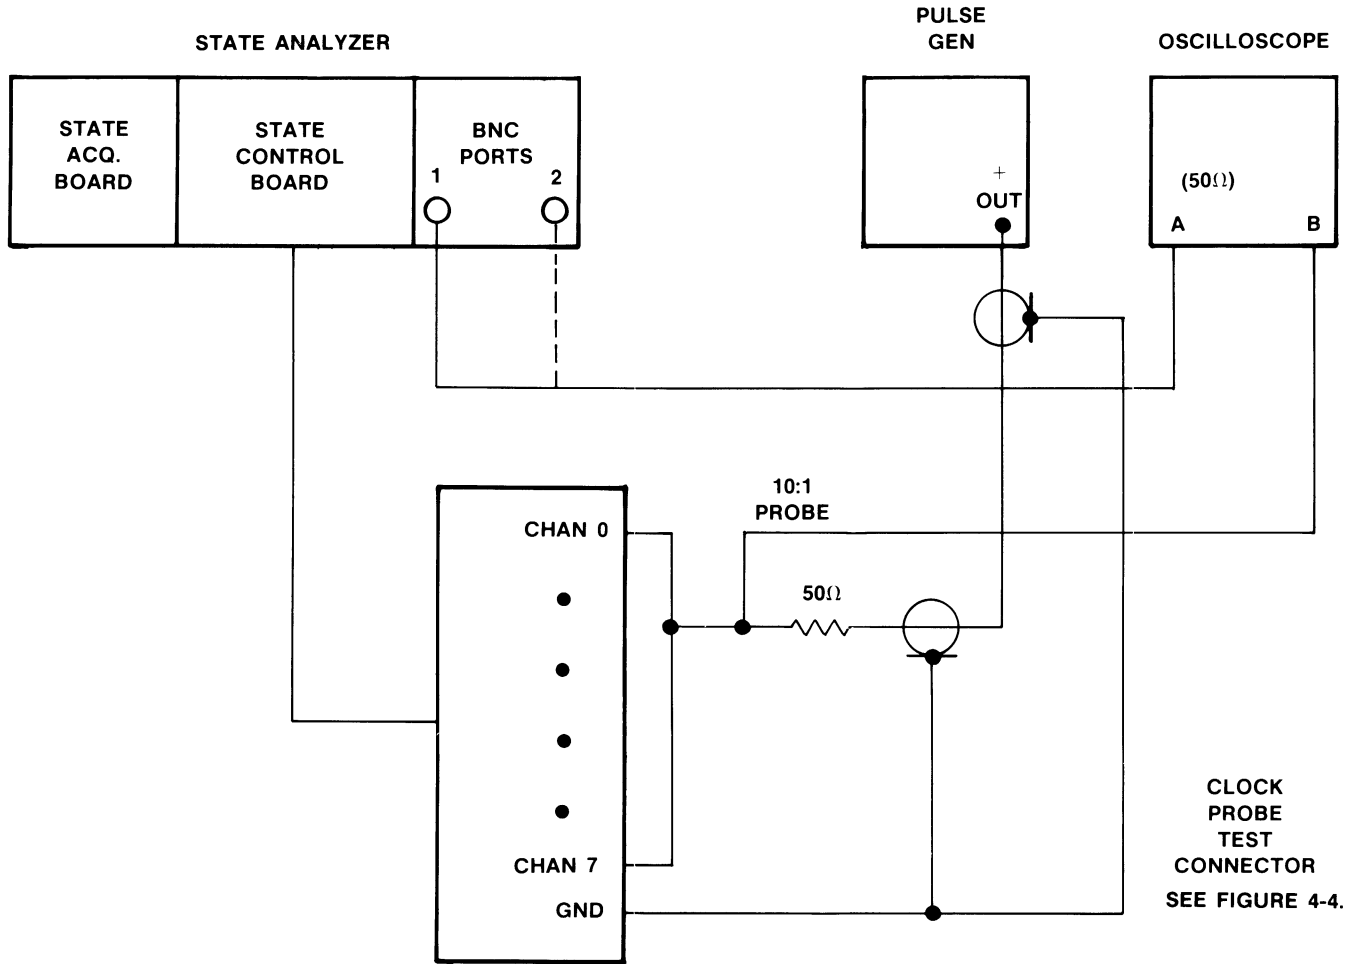 STATE ANALYZER
PULSE
GEN
OSCILLOSCOPE
STATE
ACQ.
BOARD
STATE
CONTROL
BOARD
BNC
PORTS
1
2
+
OUT
(50Ω)
A
B
10:1
PROBE
CHAN 0
50Ω
CHAN 7
GND
CLOCK
PROBE
TEST
CONNECTOR
SEE FIGURE 4-4.